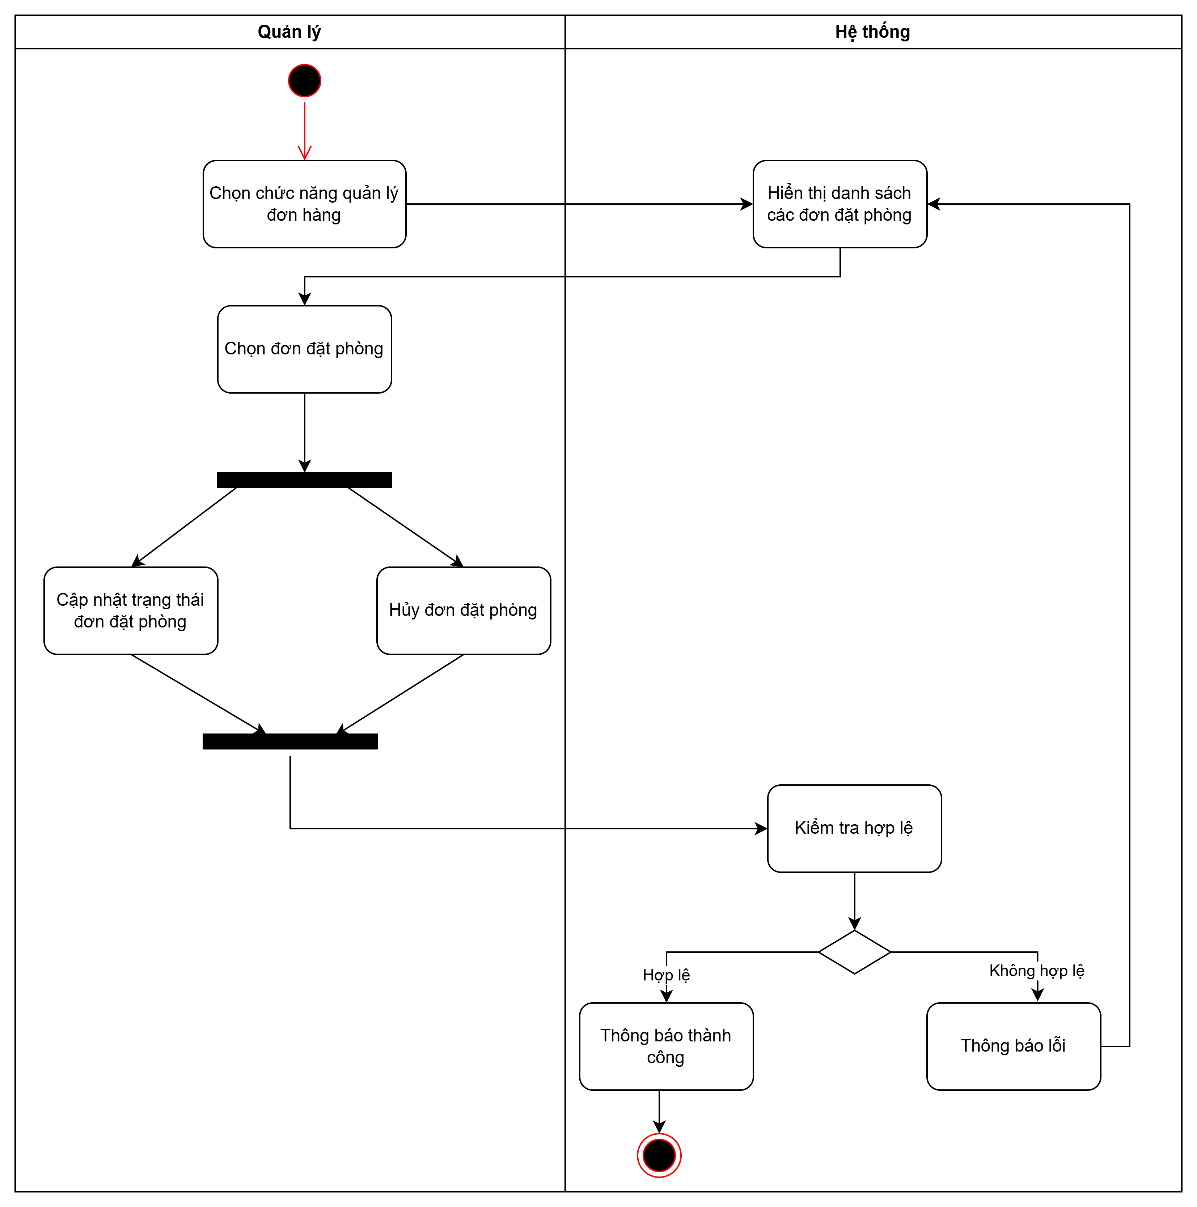 Quản lý
Hệ thống
Chọn chức năng quản lý
đơn hàng
Hiển thị danh sách
các đơn đặt phòng
Chọn đơn đặt phòng
Cập nhật trạng thái
đơn đặt phòng
Hủy đơn đặt phòng
Kiểm tra hợp lệ
Hợp lệ
Không hợp lệ
Thông báo thành
công
Thông báo lỗi